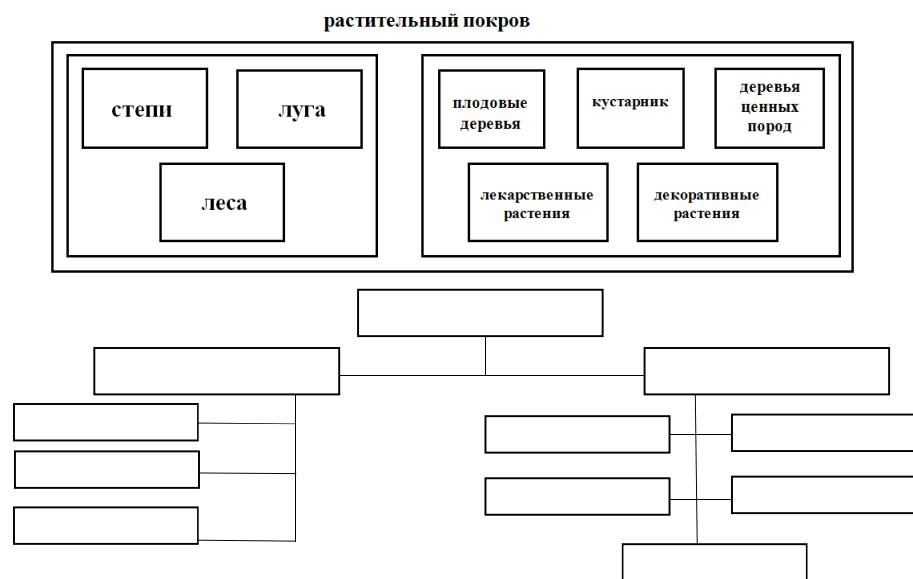 растительный покров
степи
луга
леса
плодовые
деревья
кустарник
деревья
ценных
пород
лекарственные
растения
декоративные
растения